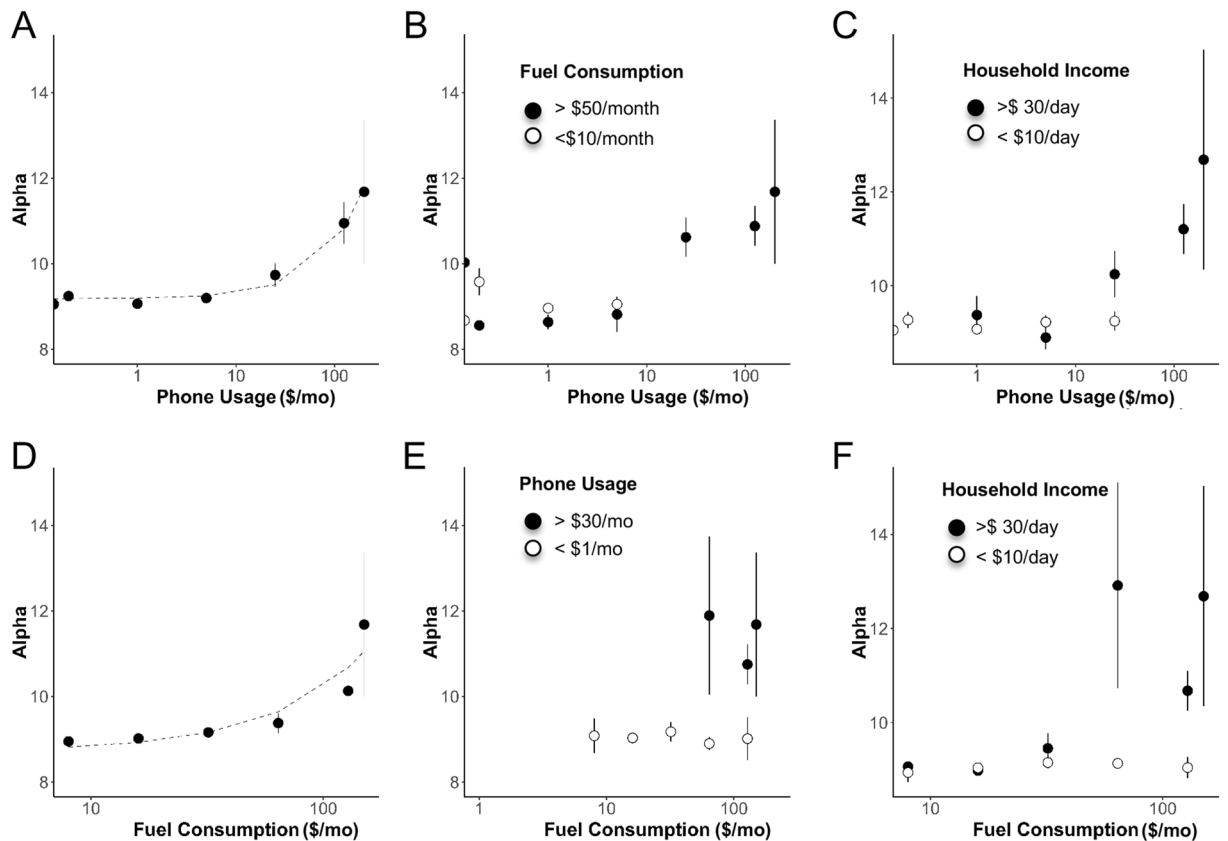 A
Alpha
14
12
10
8
1
10
100
Phone Usage ($/mo)
B
Fuel Consumption
> $50/month
<$10/month
Alpha
14
12
10
8
1
10
100
Phone Usage ($/mo)
C
Household Income
>$ 30/day
< $10/day
Alpha
14
12
10
1
10
100
Phone Usage ($/mo)
D
Alpha
14
12
10
8
10
100
Fuel Consumption ($/mo)
E
Phone Usage
> $30/mo
< $1/mo
Alpha
14
12
10
8
1
10
100
Fuel Consumption ($/mo)
F
Household Income
>$ 30/day
< $10/day
Alpha
14
12
10
10
100
Fuel Consumption ($/mo)